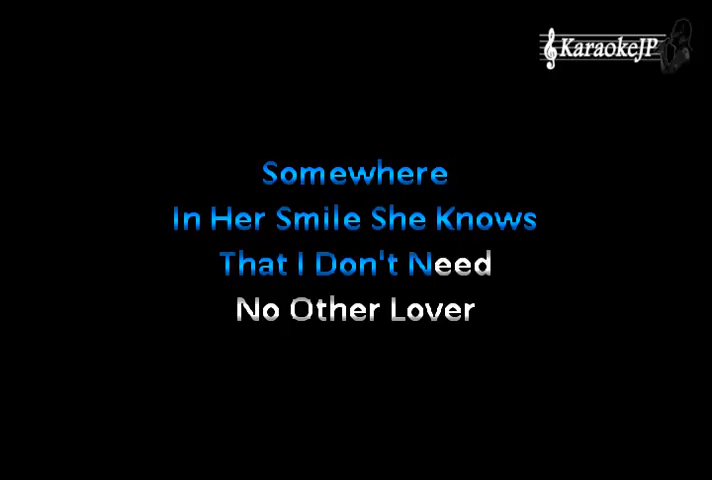 KaraokeJP
Somewhere
In Her Smile She Knows
That I Don't Need
No Other Lover